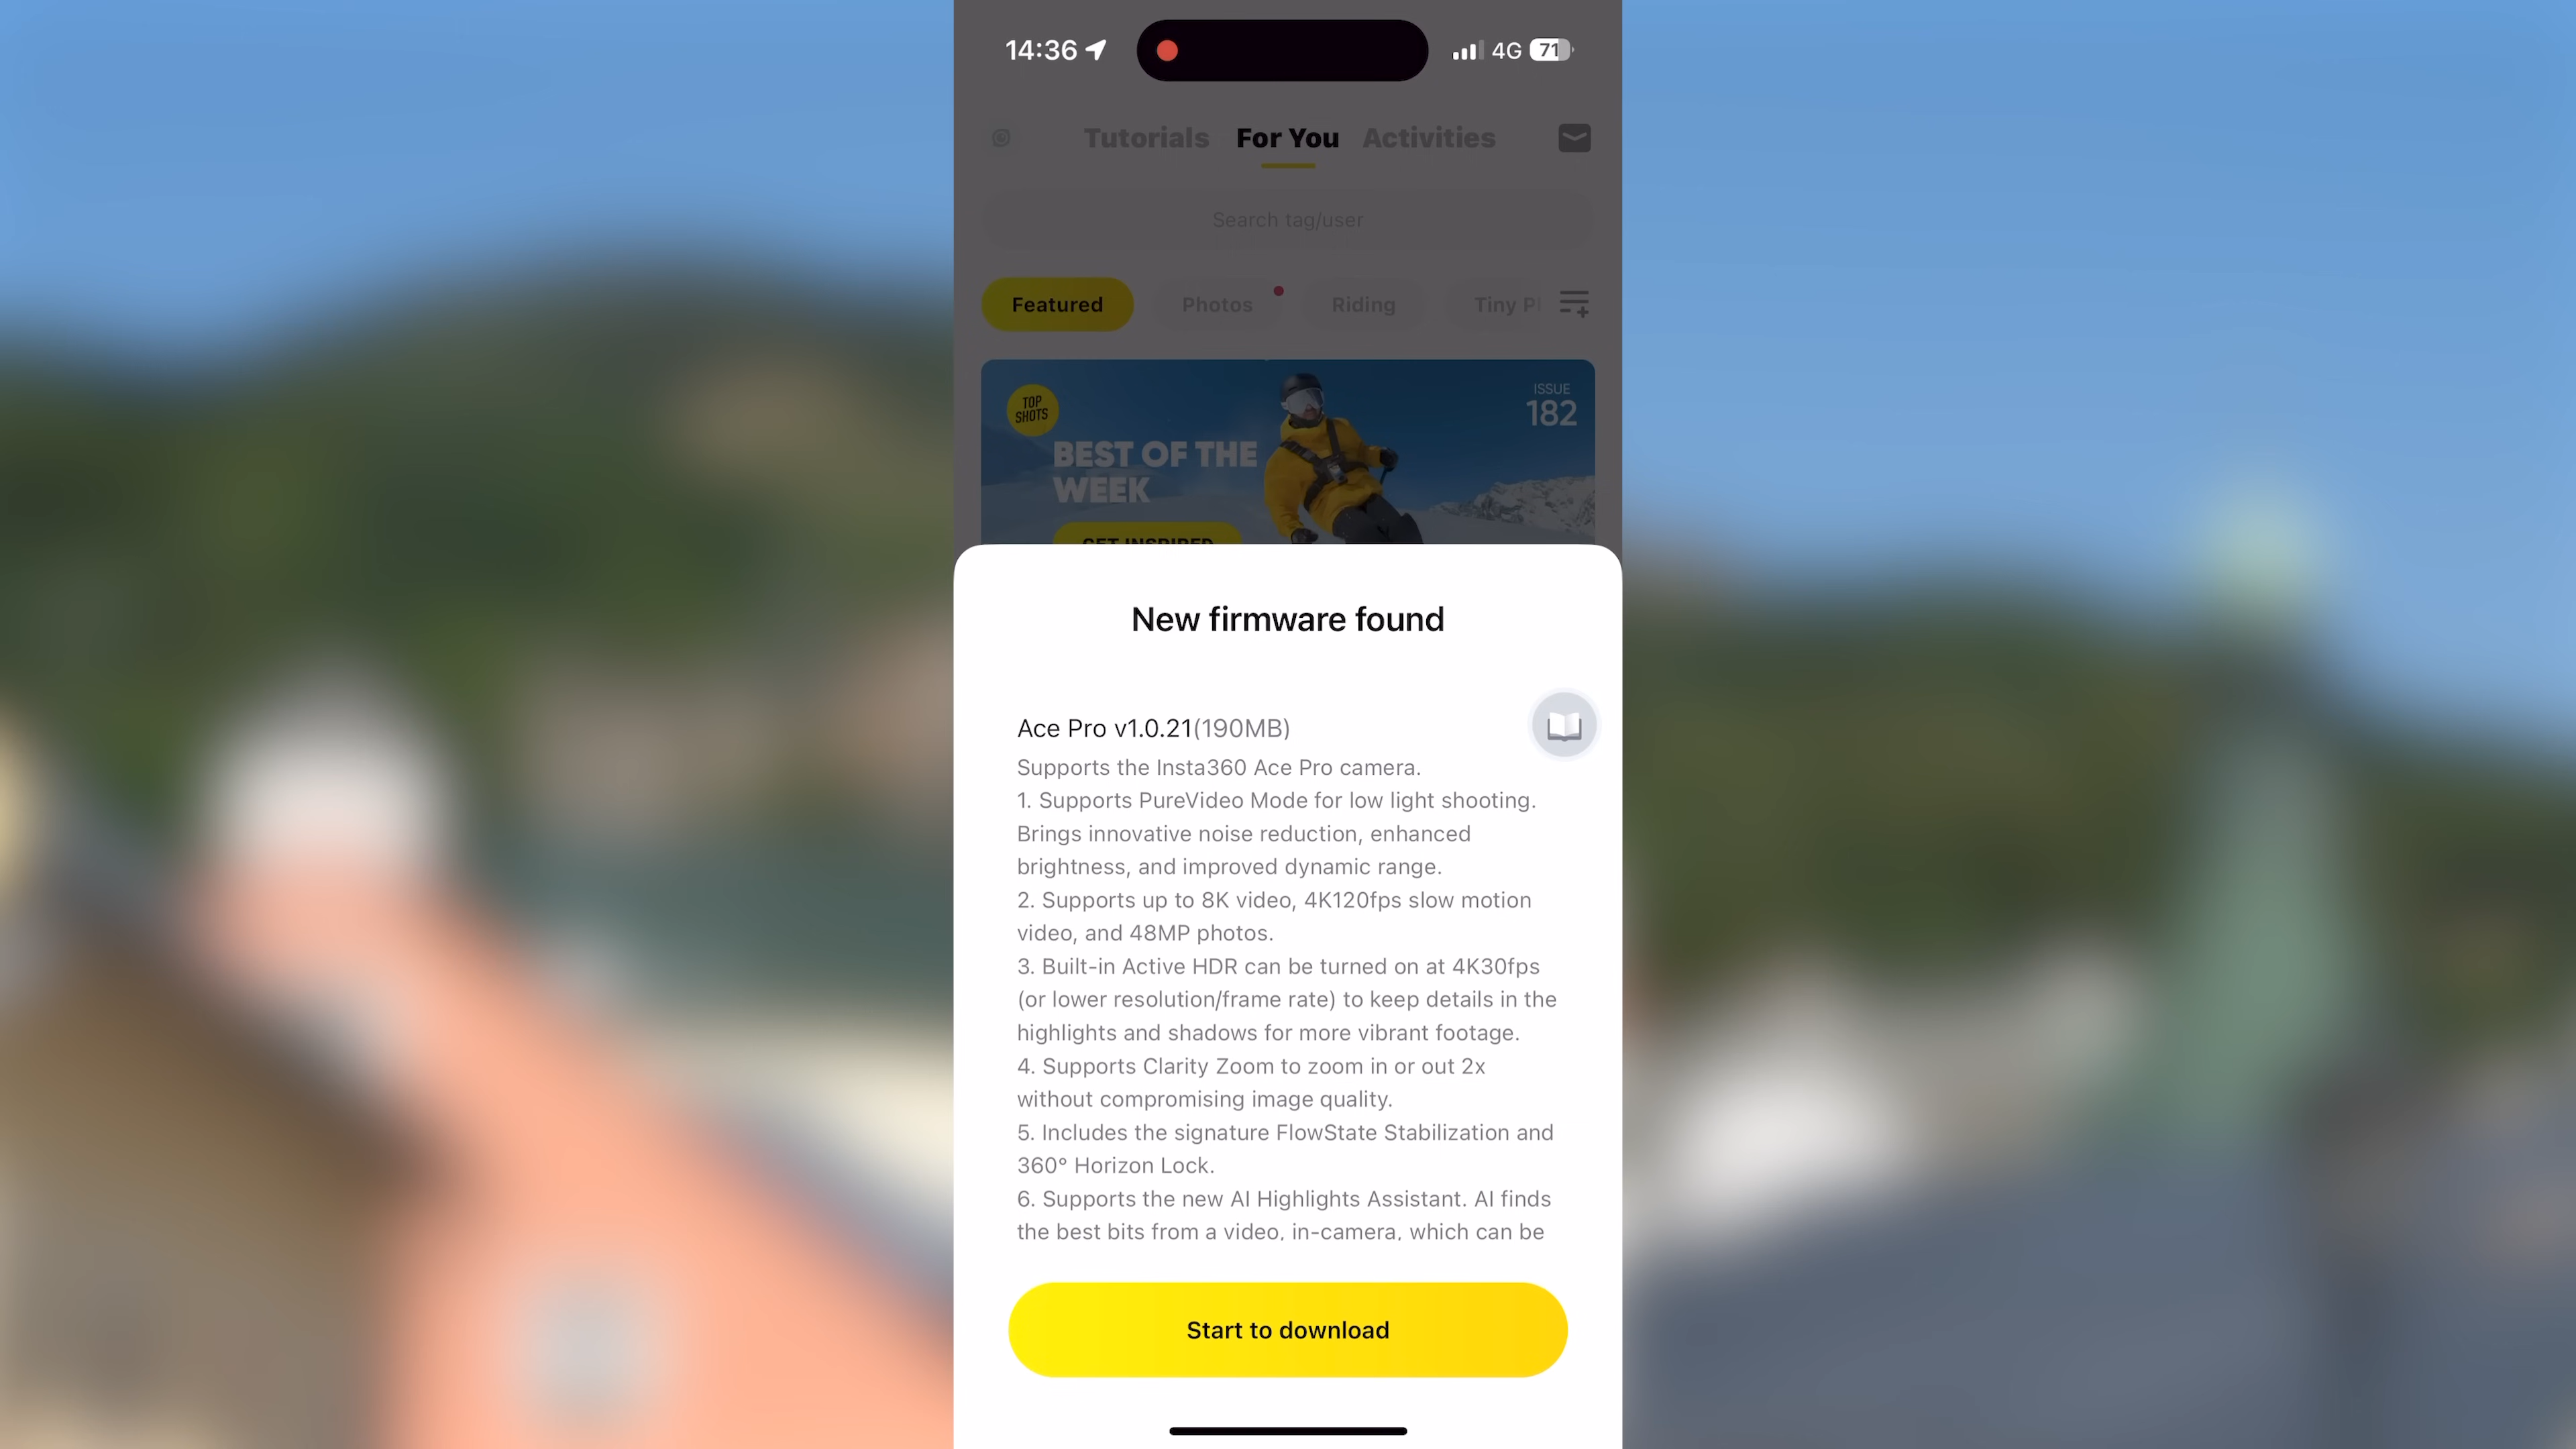 14:36
4G 71
Tutorials For You Activities
Search tag/user
Featured Photos Riding Tiny
TOP
SHOTS
ISSUE
182
BEST OF THE
WEEK
GET INSPIRED
New firmware found
Ace Pro v1.0.21(190MB)
Supports the Insta360 Ace Pro camera.
1. Supports PureVideo Mode for low light shooting.
Brings innovative noise reduction, enhanced
brightness, and improved dynamic range.
2. Supports up to 8K video, 4K120fps slow motion
video, and 48MP photos.
3. Built-in Active HDR can be turned on at 4K30fps
(or lower resolution/frame rate) to keep details in the
highlights and shadows for more vibrant footage.
4. Supports Clarity Zoom to zoom in or out 2x
without compromising image quality.
5. Includes the signature FlowState Stabilization and
360° Horizon Lock.
6. Supports the new AI Highlights Assistant. AI finds
the best bits from a video, in-camera, which can be
Start to download